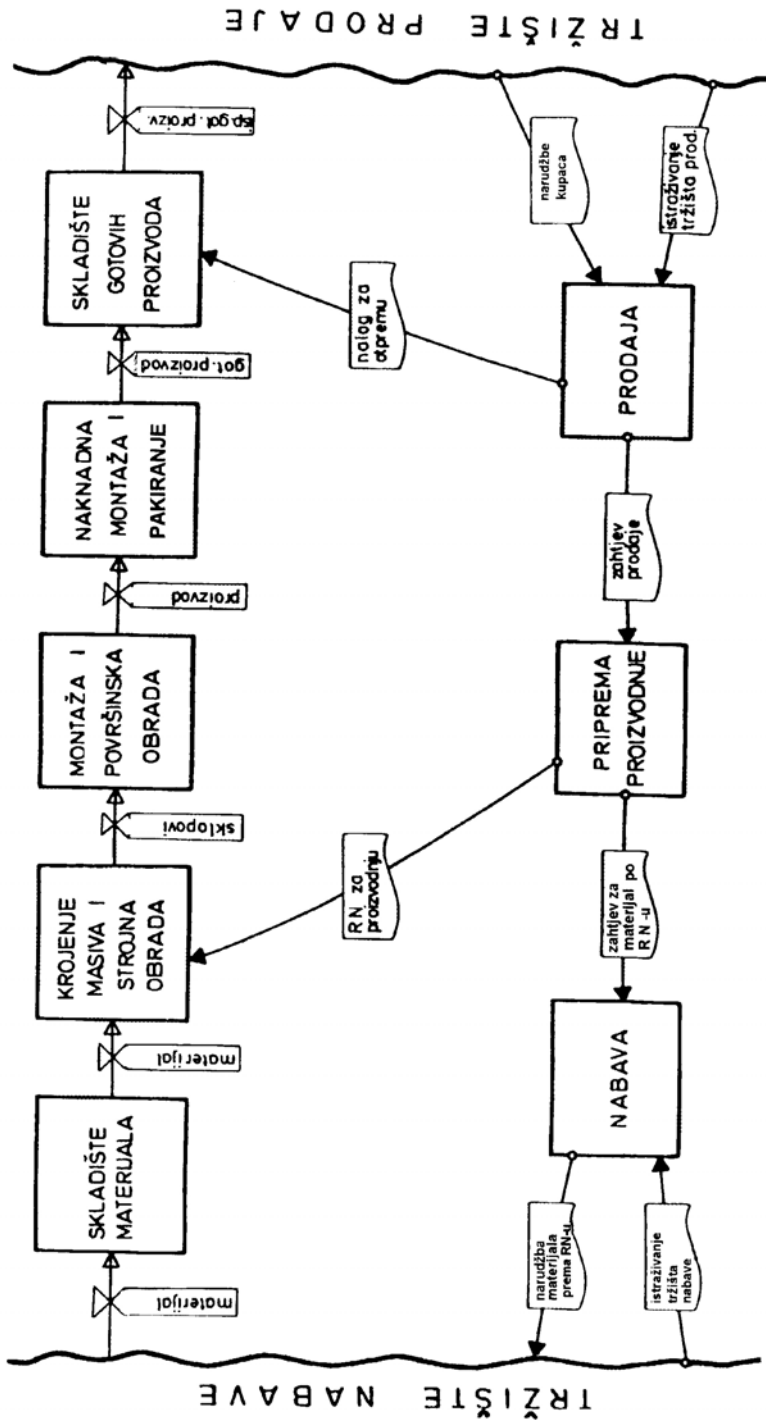 TRŽIŠTE NABAVE
materijal
SKLADIŠTE
MATERIJALA
materijal
KROJENJE
MASIVA I
STROJNA
OBRADA
sklopovi
MONTAŽA I
POVRŠINSKA
OBRADA
proizvod
NAKNADNA
MONTAŽA I
PAKIRANJE
got.proizvod
SKLADIŠTE
GOTOVIH
PROIZVODA
isp.got.proizv.
TRŽIŠTE PRODAJE
RN za
proizvodnju
nalog za
otpremu
narudžba
materijala
prema RN-u
istraživanje
tržišta
nabave
NABAVA
zahtjev za
materijal po
RN-u
PRIPREMA
PROIZVODNJE
zahtjev
prodaje
PRODAJA
narudžbe
kupaca
istraživanje
tržišta prod.